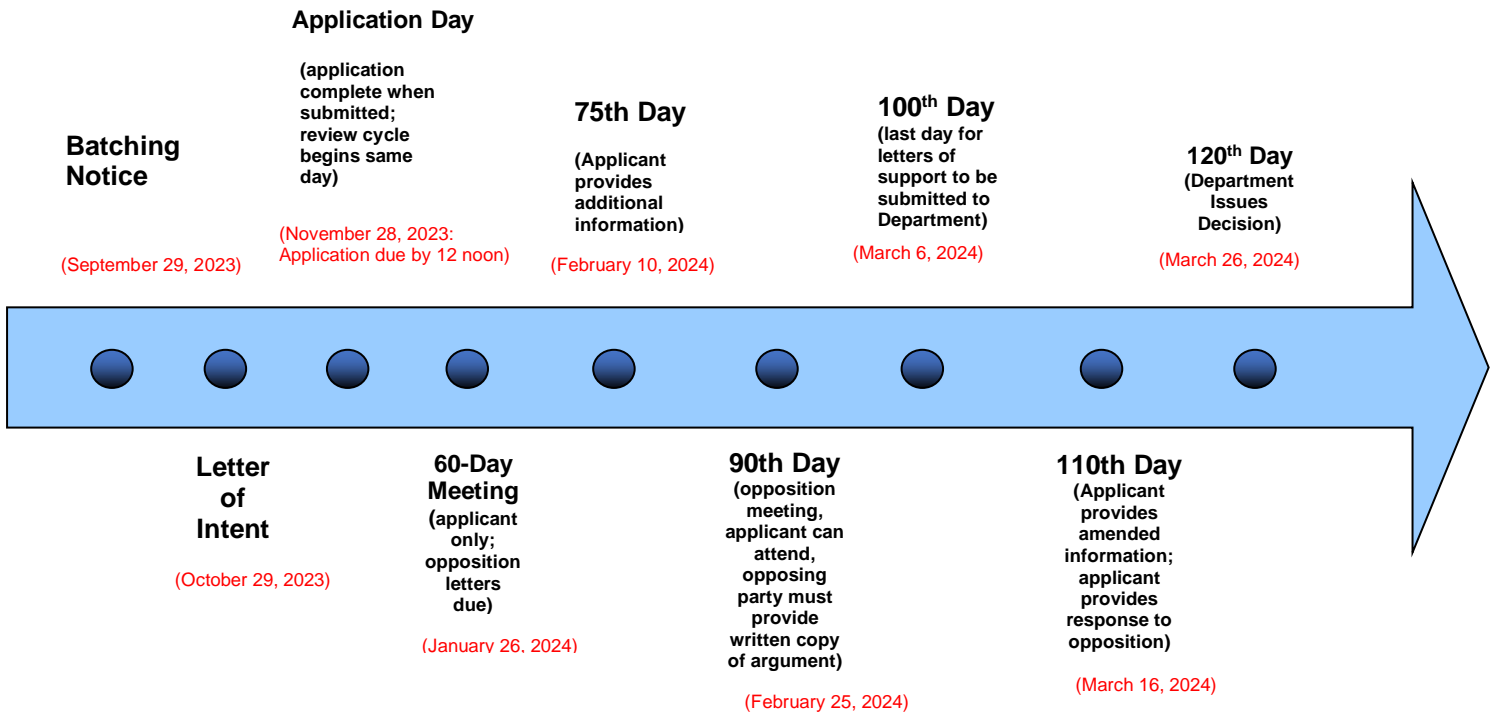 Application Day
(application
complete when
submitted;
review cycle
begins same
day)
(November 28, 2023:
Application due by 12 noon)
Batching
Notice
(September 29, 2023)
75th Day
(Applicant
provides
additional
information)
(February 10, 2024)
100th Day
(last day for
letters of
support to be
submitted to
Department)
(March 6, 2024)
120th Day
(Department
Issues
Decision)
(March 26, 2024)
Letter
of
Intent
(October 29, 2023)
60-Day
Meeting
(applicant
only;
opposition
letters
due)
(January 26, 2024)
90th Day
(opposition
meeting,
applicant can
attend,
opposing
party must
provide
written copy
of argument)
(February 25, 2024)
110th Day
(Applicant
provides
amended
information;
applicant
provides
response to
opposition)
(March 16, 2024)